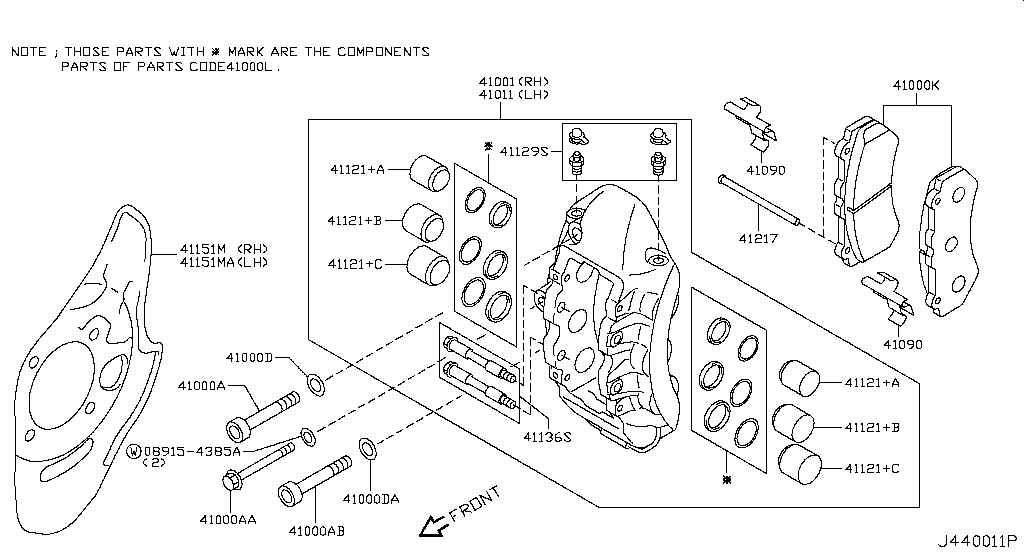 NOTE ; THOSE PARTS WITH ✱ MARK ARE THE COMPONENTS
PARTS OF PARTS CODE41000L .
41001(RH)
41011(LH)
41000K
✱
41129S
41121+A
41121+B
41121+C
41090
41217
41151M (RH)
41151MA(LH)
41090
41000D
41000A
41121+A
41121+B
41121+C
41136S
W08915-4385A
(2)
✱
41000DA
41000AA
41000AB
FRONT
J440011P